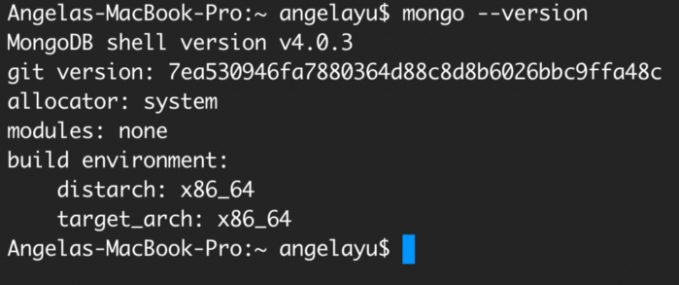 Angelas-MacBook-Pro:~ angelayu$ mongo --version
MongoDB shell version v4.0.3
git version: 7ea530946fa7880364d88c8d8b6026bbc9ffa48c
allocator: system
modules: none
build environment:
    distarch: x86_64
    target_arch: x86_64
Angelas-MacBook-Pro:~ angelayu$